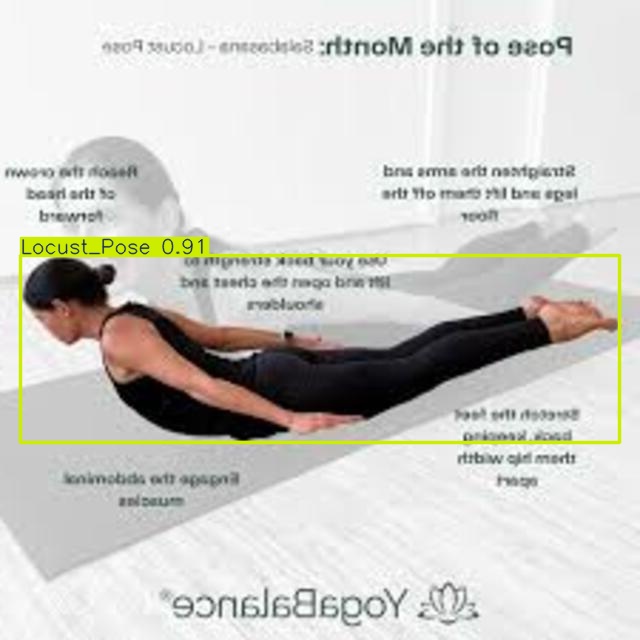 Pose of the Month: Salabasana - Locust Pose
Straighten the arms and
legs and lift them off the
floor
Reach the crown
of the head
forward
Locust_Pose 0.91
Use your back strength to
lift and open the chest and
shoulders
Stretch the feet
back, keeping
them hip width
apart
Engage the abdominal
muscles
YogaBalance®